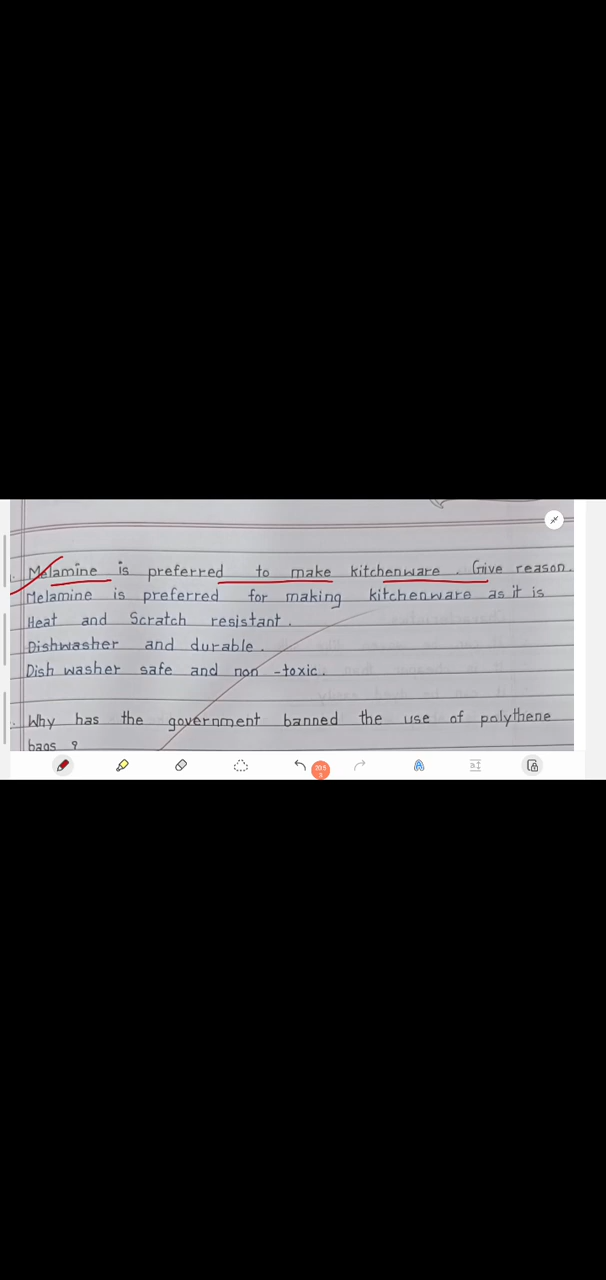 Melamine is preferred to make kitchenware. Give reason.
Melamine is preferred for making kitchenware as it is
Heat and Scratch resistant.
Dishwasher and durable.
Dish washer safe and non-toxic.
Why has the government banned the use of polythene
bags?